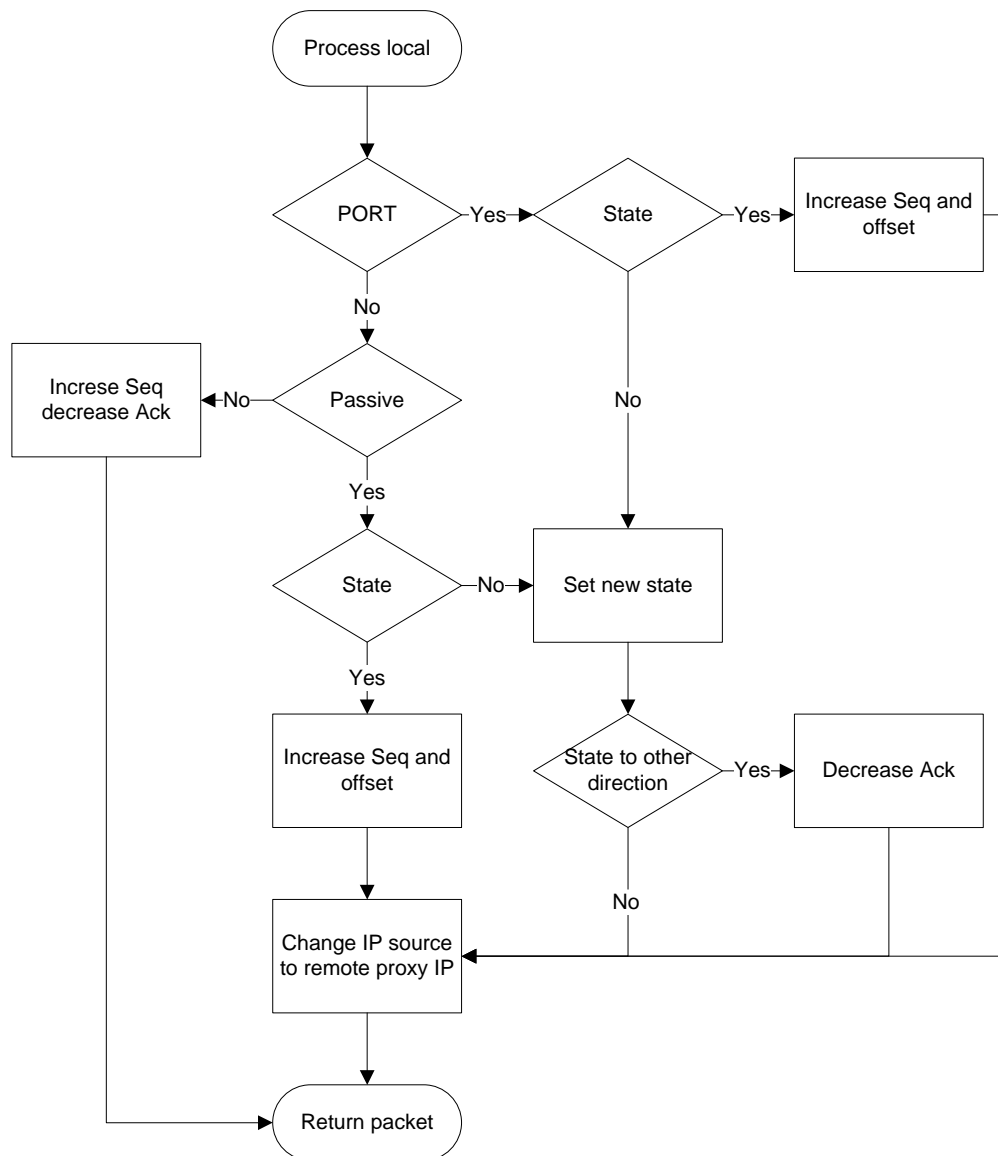 Process local
PORT
Yes
State
Yes
Increase Seq and
offset
No
Increse Seq
decrease Ack
No
Passive
No
Yes
State
No
Set new state
Yes
Increase Seq and
offset
State to other
direction
Yes
Decrease Ack
No
Change IP source
to remote proxy IP
Return packet